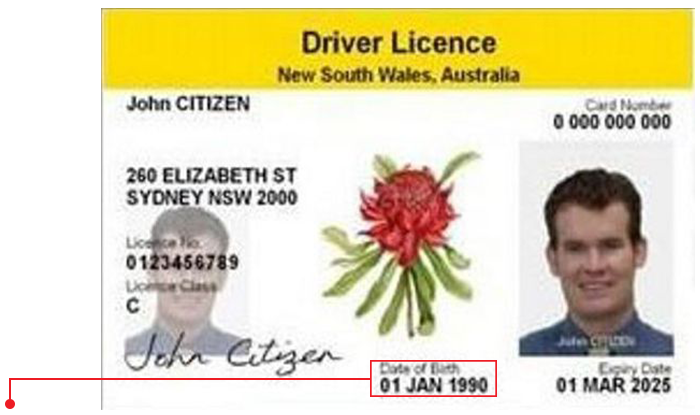 Driver Licence
New South Wales, Australia
John CITIZEN
Card Number
0 000 000 000
260 ELIZABETH ST
SYDNEY NSW 2000
Licence No.
0123456789
Licence Class
C
John Citizen
John CITIZEN
Date of Birth
01 JAN 1990
Expiry Date
01 MAR 2025